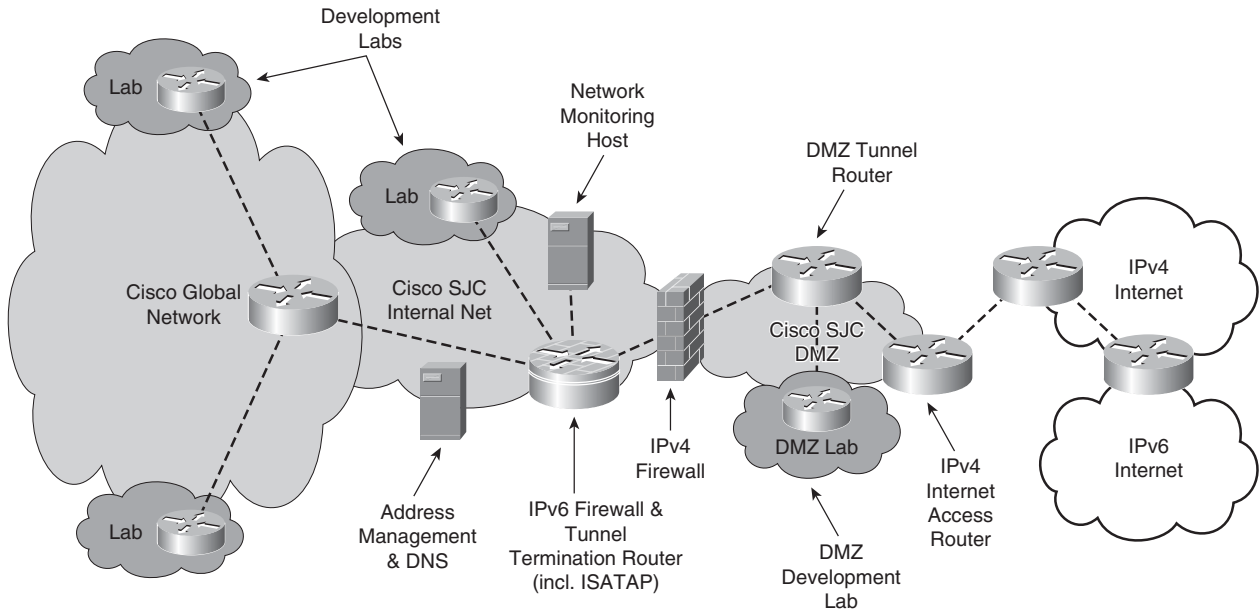 Development
Labs
Lab
Network
Monitoring
Host
DMZ Tunnel
Router
Lab
Cisco Global
Network
Cisco SJC
Internal Net
Cisco SJC
DMZ
IPv4
Internet
DMZ Lab
IPv4
Firewall
IPv6
Internet
Lab
Address
Management
& DNS
IPv6 Firewall &
Tunnel
Termination Router
(incl. ISATAP)
IPv4
Internet
Access
Router
DMZ
Development
Lab